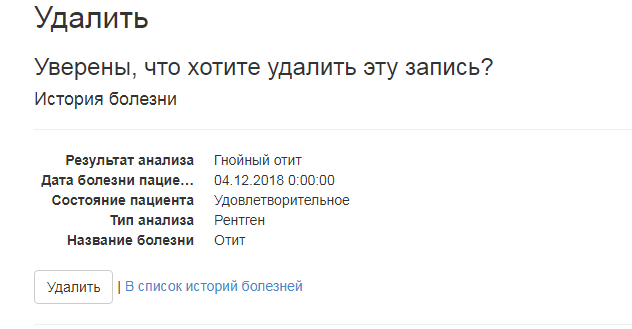 Удалить
Уверены, что хотите удалить эту запись?
История болезни
Результат анализа Гнойный отит
Дата болезни пацие... 04.12.2018 0:00:00
Состояние пациента Удовлетворительное
Тип анализа Рентген
Название болезни Отит
Удалить | В список историй болезней